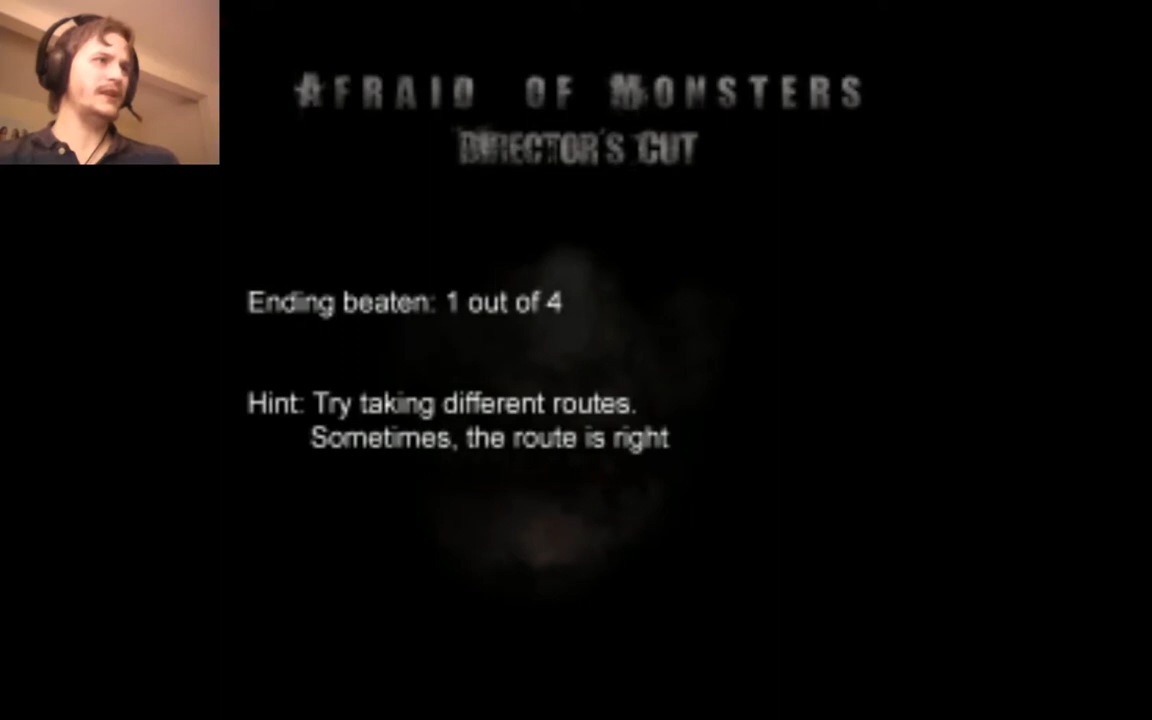 AFRAID OF MONSTERS
DIRECTOR'S CUT
Ending beaten: 1 out of 4
Hint: Try taking different routes.
Sometimes, the route is right